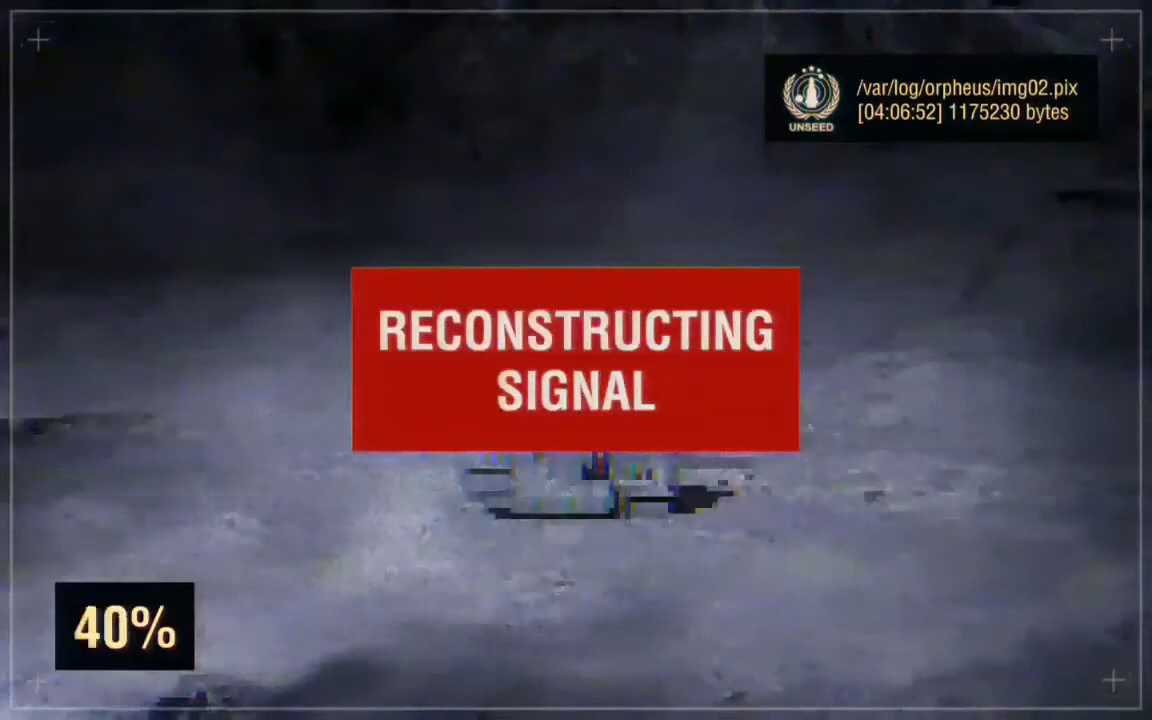 /var/log/orpheus/img02.pix
[04:06:52] 1175230 bytes
UNSEED
RECONSTRUCTING
SIGNAL
40%